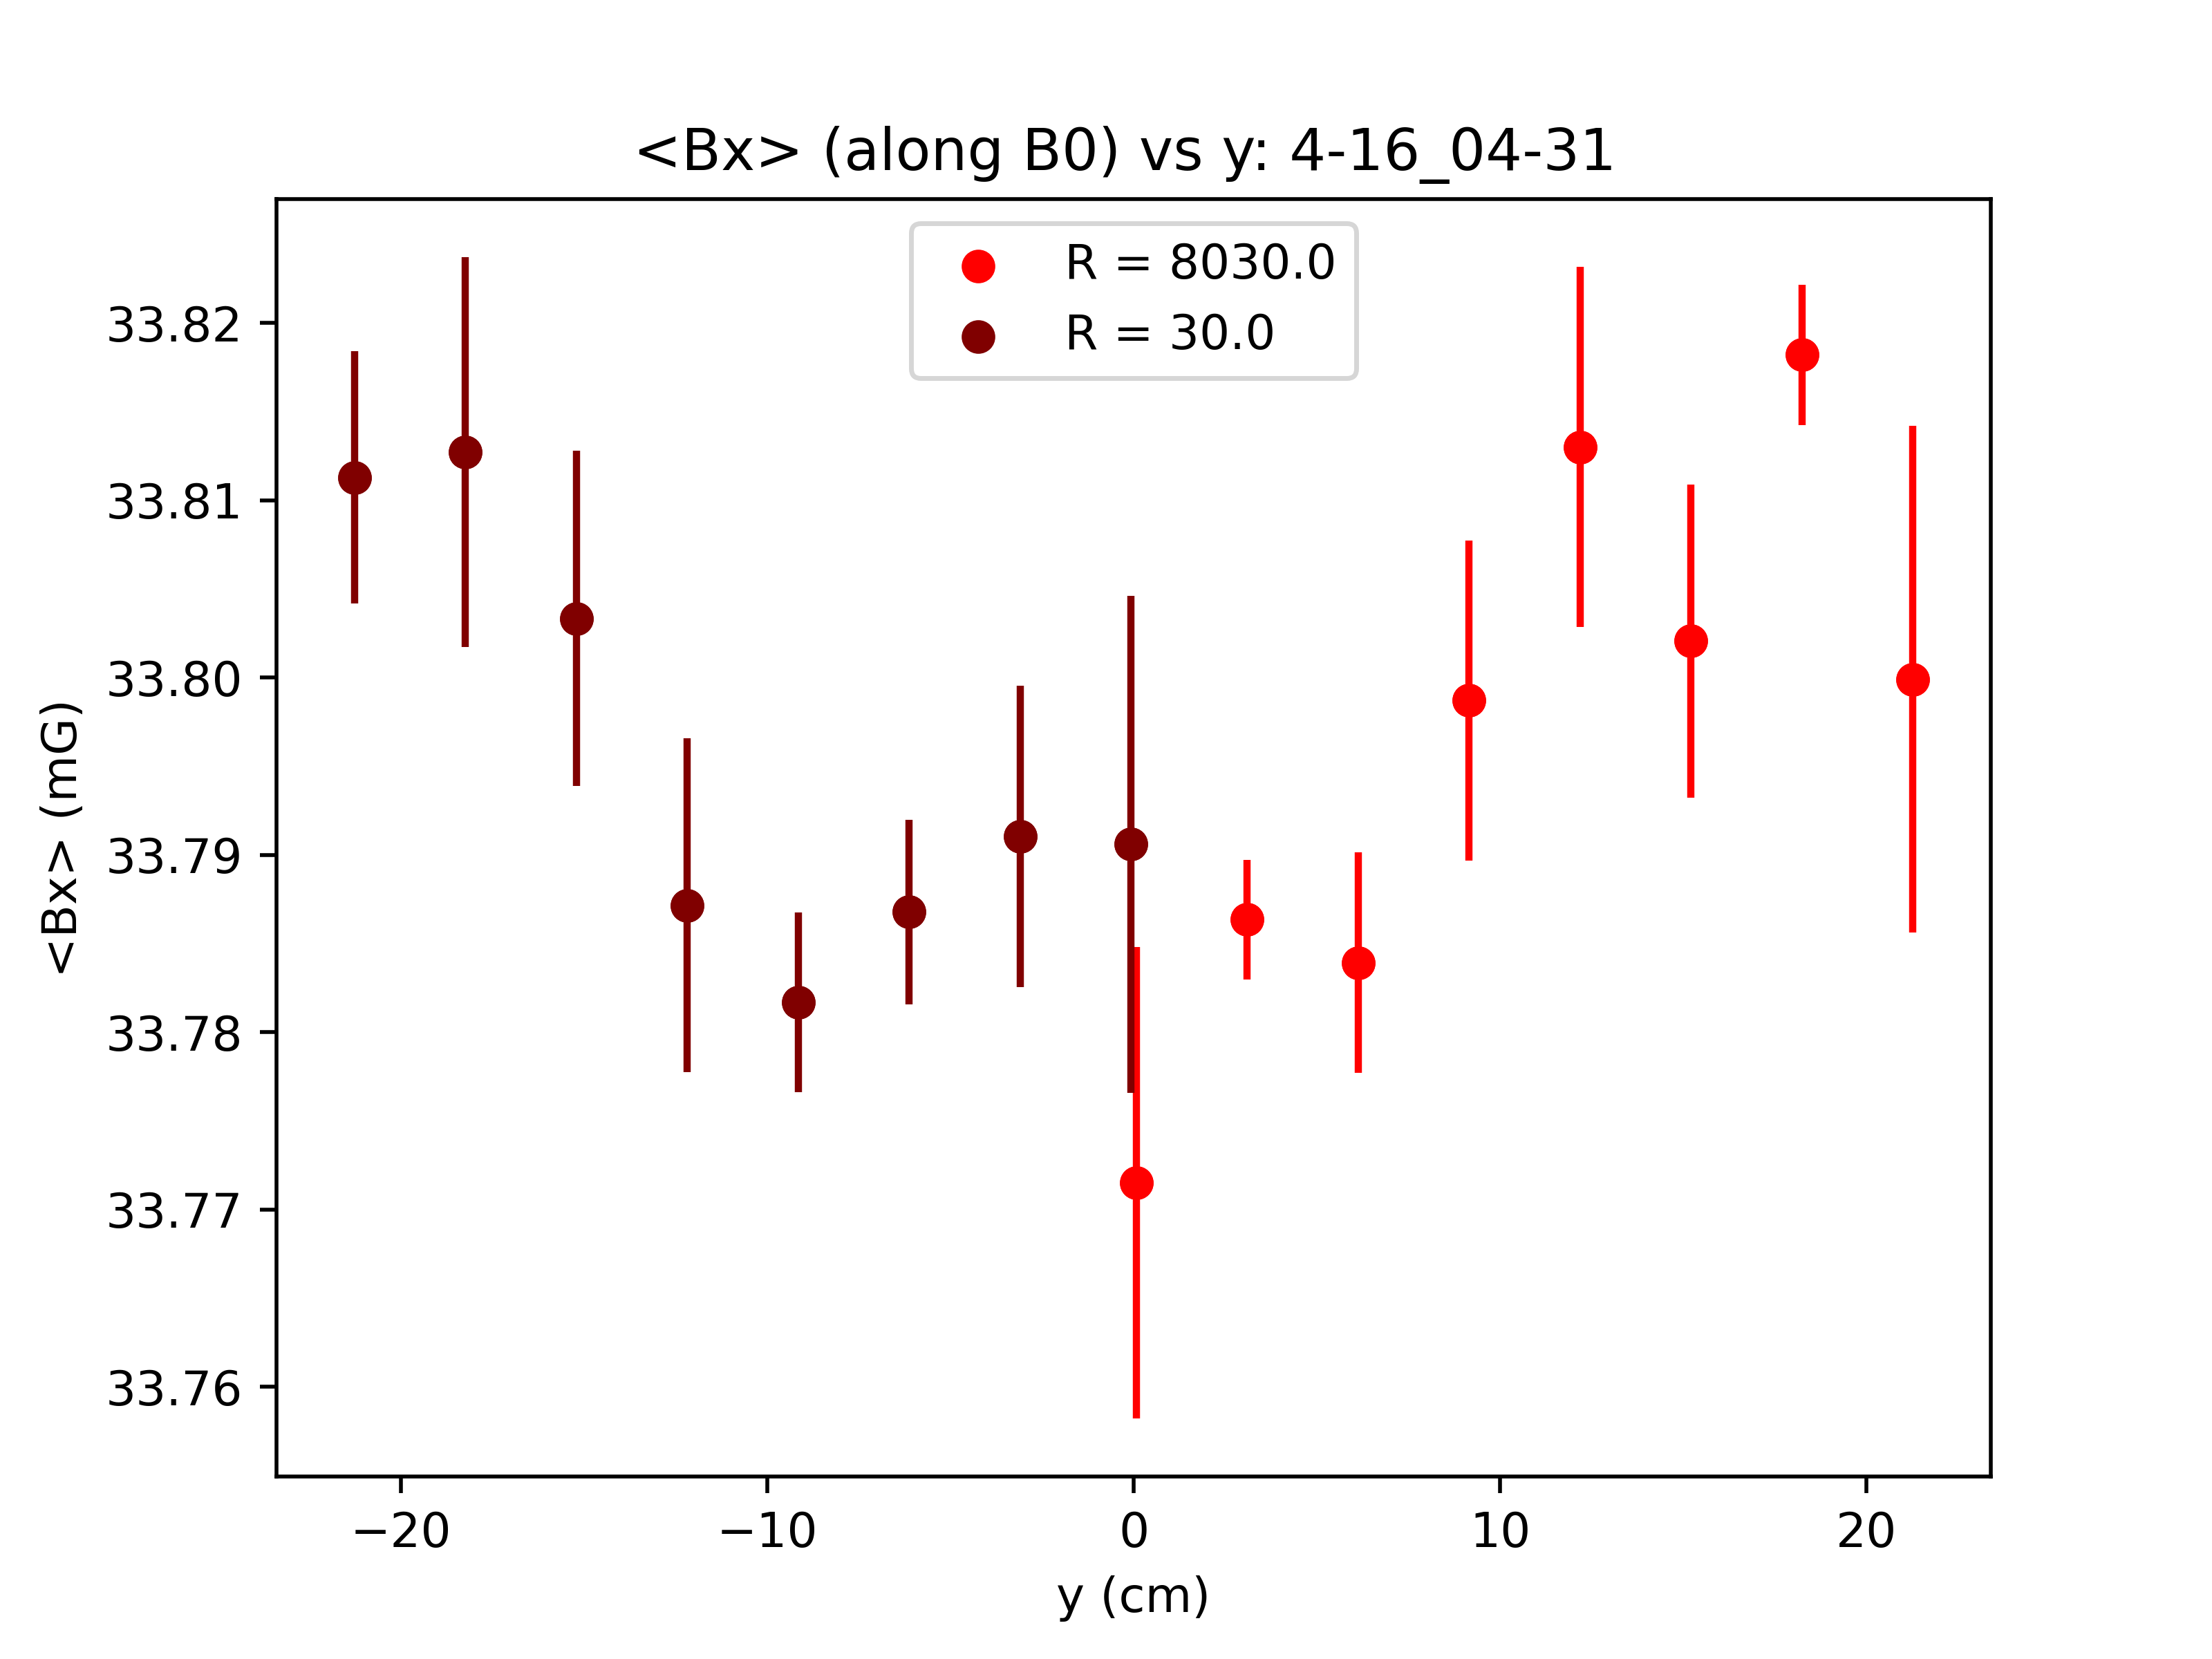 <Bx> (along B0) vs y: 4-16_04-31
R = 8030.0
R = 30.0
33.82
33.81
33.80
33.79
33.78
33.77
33.76
<Bx> (mG)
−20
−10
0
10
20
y (cm)